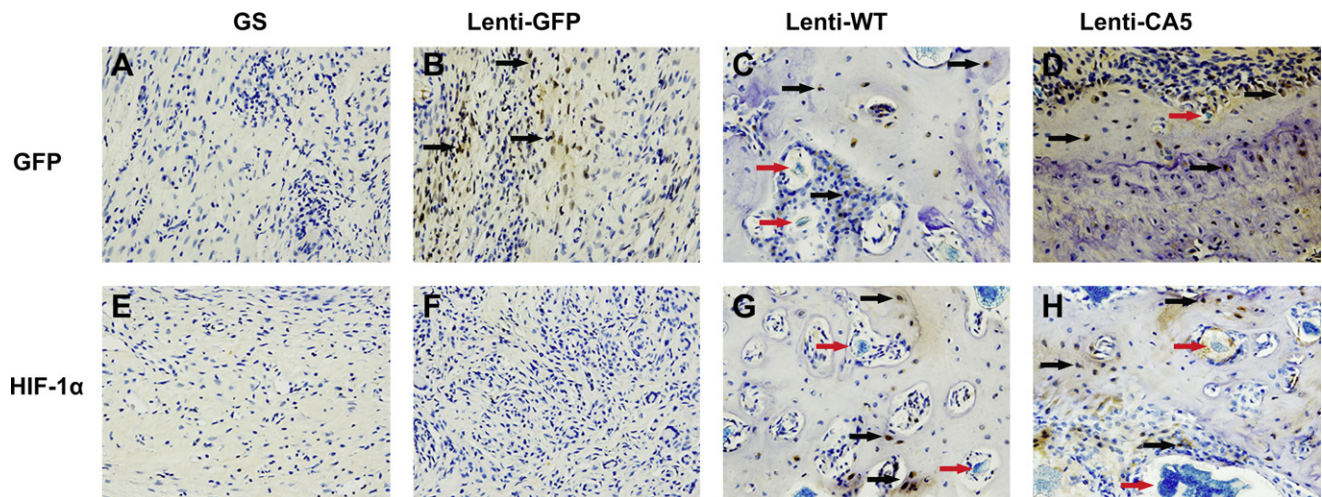 GS Lenti-GFP Lenti-WT Lenti-CA5
GFP A B C D
HIF-1α E F G H